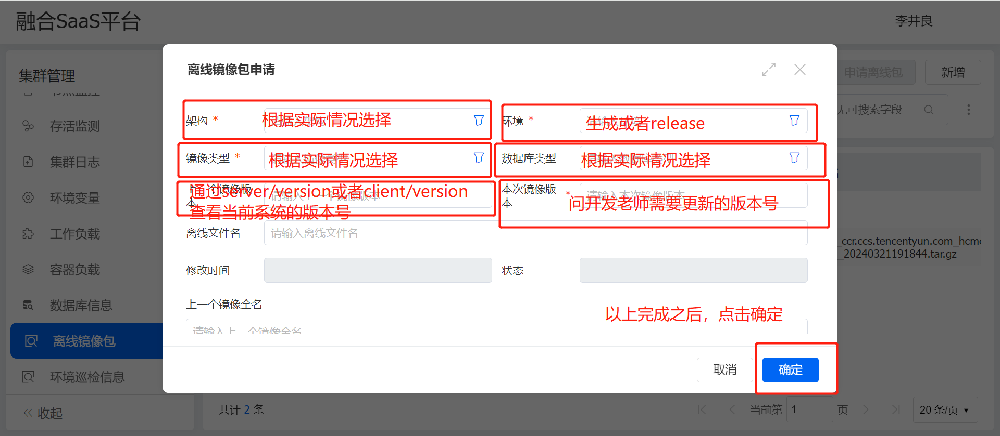 融合SaaS平台
李井良
集群管理
存活监测
集群日志
环境变量
工作负载
容器负载
数据库信息
离线镜像包
环境巡检信息
收起
申请离线包
新增
无可搜索字段
离线镜像包申请
架构 *
根据实际情况选择
环境 *
生成或者release
镜像类型 *
根据实际情况选择
数据库类型
根据实际情况选择
上一个镜像版本
请输入上一个镜像版本
通过server/version或者client/version
查看当前系统的版本号
本次镜像版本 *
请输入本次镜像版本
问开发老师需要更新的版本号
离线文件名
请输入离线文件名
修改时间
状态
上一个镜像全名
请输入上一个镜像全名
以上完成之后，点击确定
取消
确定
_ccr.ccs.tencentyun.com_hcm
_20240321191844.tar.gz
共计 2 条
当前第 1 页
20 条/页